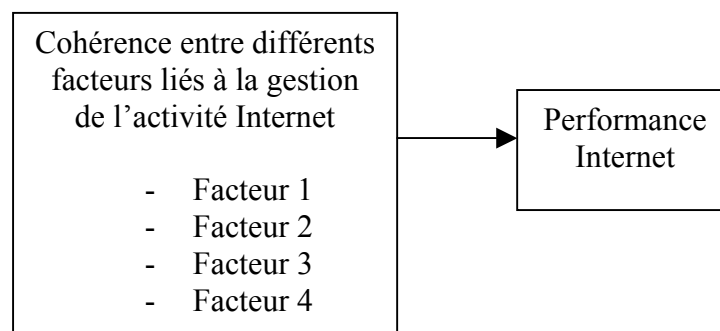 Cohérence entre différents
facteurs liés à la gestion
de l’activité Internet
- Facteur 1
- Facteur 2
- Facteur 3
- Facteur 4
Performance
Internet